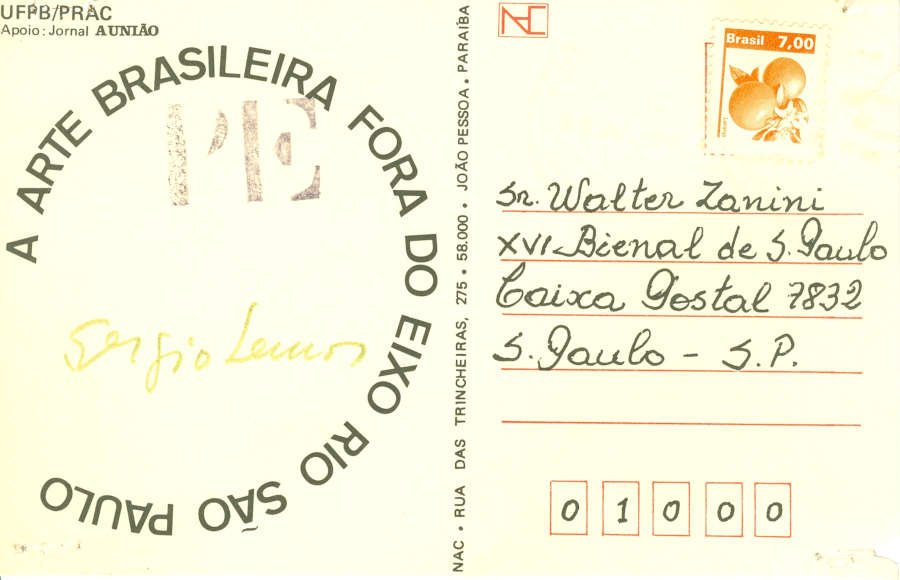 UFPB/PRAC
Apoio: Jornal A UNIÃO
A ARTE BRASILEIRA FORA DO EIXO RIO SÃO PAULO
PE
Sergio Lemos
NAC • RUA DAS TRINCHEIRAS, 275 • 58.000 • JOÃO PESSOA • PARAÍBA
NAC
Brasil 7,00
Sr. Walter Zanini
XVI Bienal de S. Paulo
Caixa Postal 7832
S. Paulo - S.P.
0 1 0 0 0